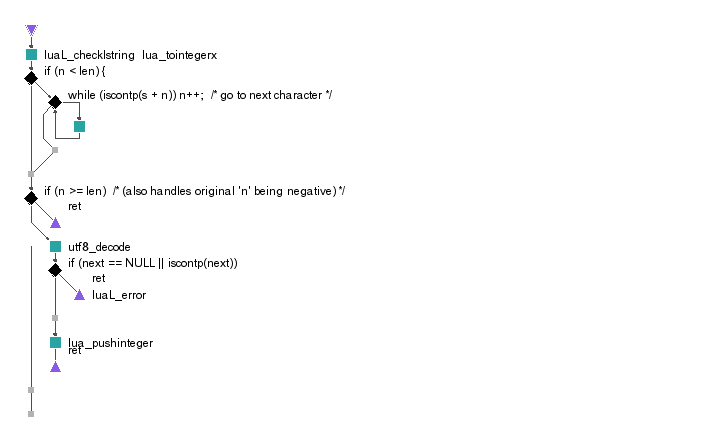 luaL_checklstring lua_tointegerx
if (n < len) {
while (iscontp(s + n)) n++; /* go to next character */
if (n >= len) /* (also handles original 'n' being negative) */
ret
utf8_decode
if (next == NULL || iscontp(next))
ret
luaL_error
lua_pushinteger
ret